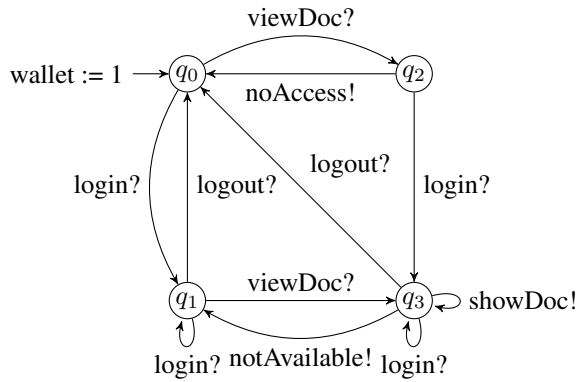 viewDoc?
wallet := 1
q0
q2
noAccess!
login?
logout?
logout?
login?
viewDoc?
q1
q3
showDoc!
login?
notAvailable!
login?